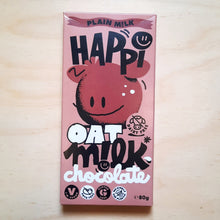 PLAIN MILK
HAPPi
OAT
milk
chocolate
V
G
80g